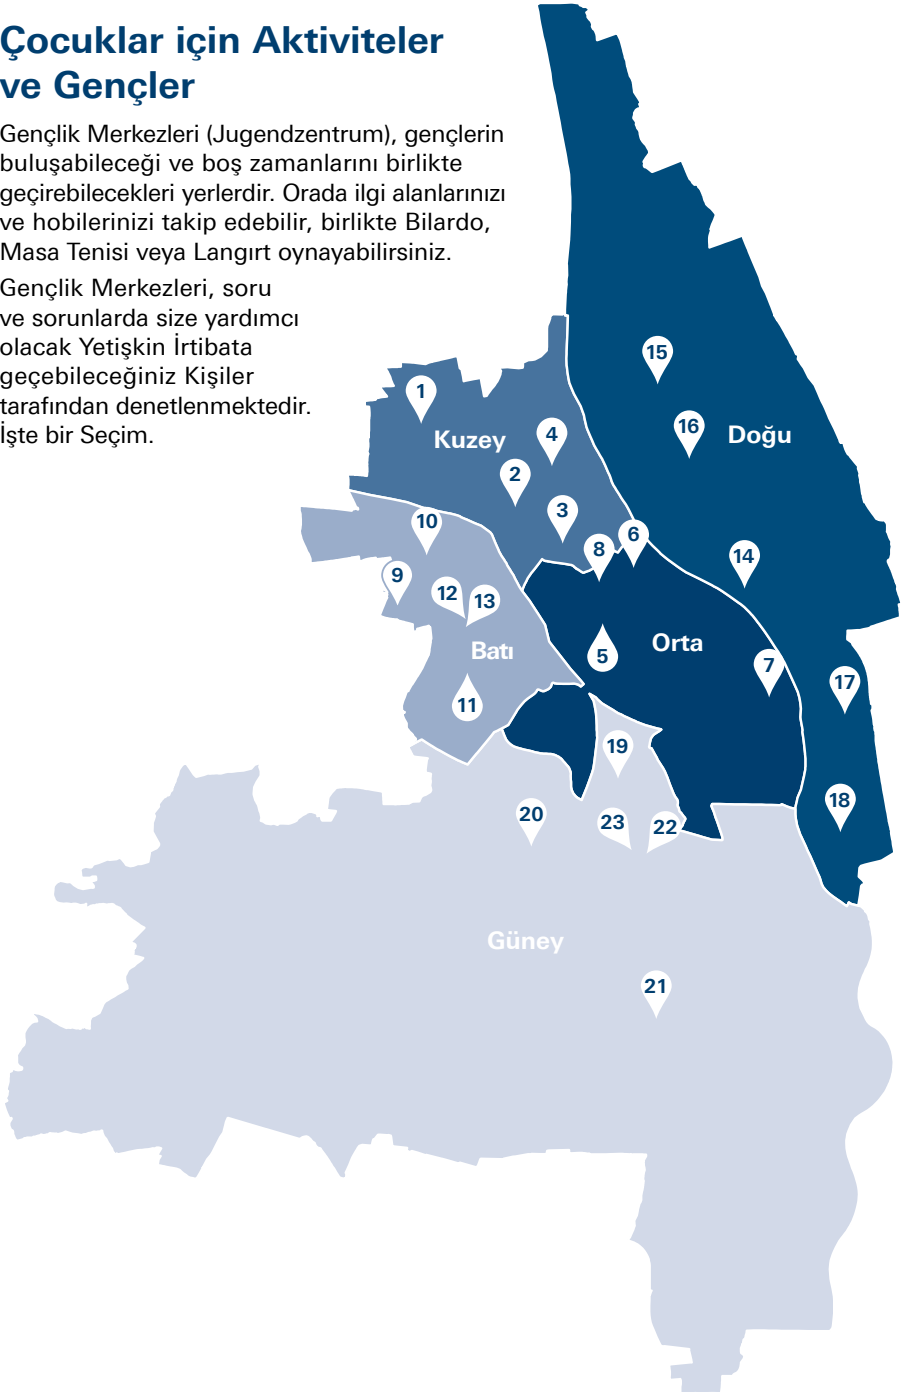 Çocuklar için Aktiviteler
ve Gençler
Gençlik Merkezleri (Jugendzentrum), gençlerin
buluşabileceği ve boş zamanlarını birlikte
geçirebilecekleri yerlerdir. Orada ilgi alanlarınızı
ve hobilerinizi takip edebilir, birlikte Bilardo,
Masa Tenisi veya Langırt oynayabilirsiniz.
Gençlik Merkezleri, soru
ve sorunlarda size yardımcı
olacak Yetişkin İrtibata
geçebileceğiniz Kişiler
tarafından denetlenmektedir.
İşte bir Seçim.
15
1
16
Doğu
4
Kuzey
2
3
10
6
8
14
9
12
13
Orta
Batı
5
7
17
11
19
18
20
23
22
Güney
21